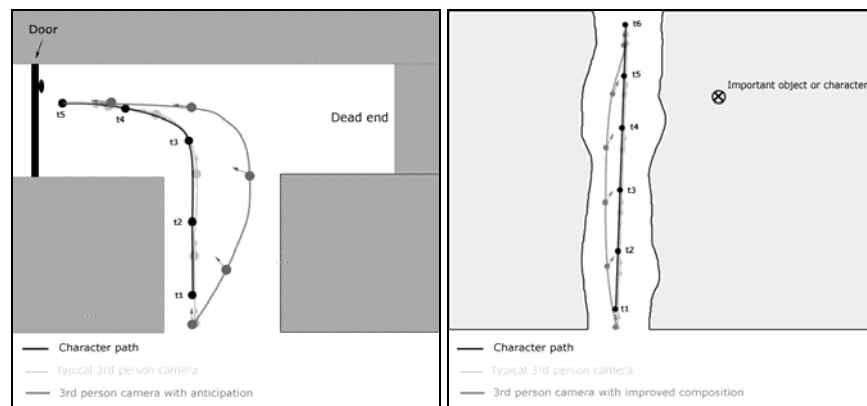 Door
t5
t4
t3
Dead end
t2
t1
Character path
Typical 3rd person camera
3rd person camera with anticipation
t6
t5
Important object or character
t4
t3
t2
t1
Character path
Typical 3rd person camera
3rd person camera with improved composition